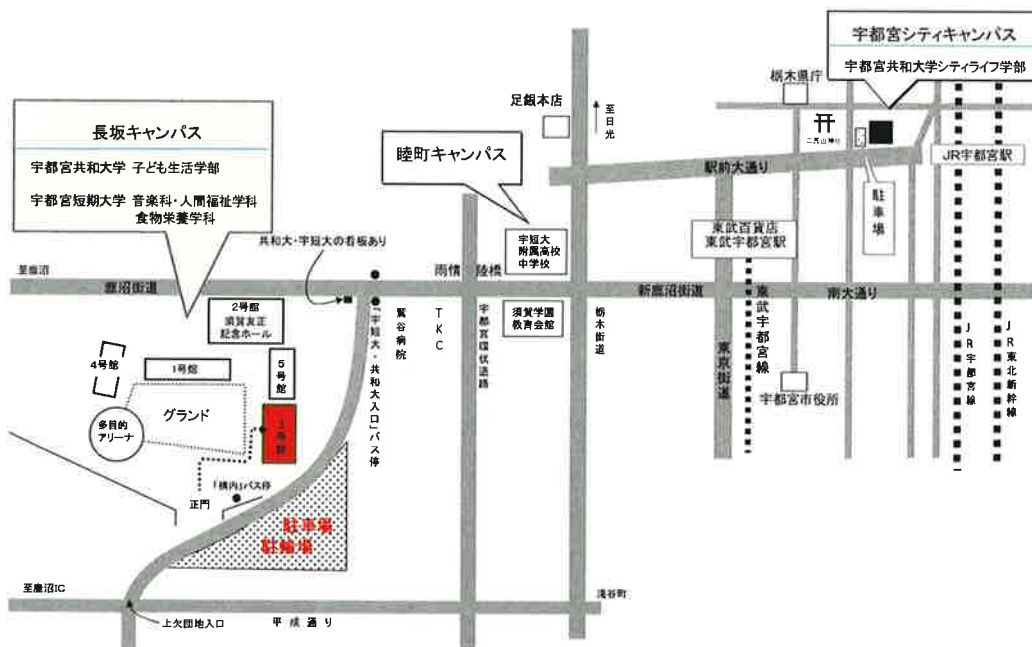 宇都宮シティキャンパス
宇都宮共和大学シティライフ学部
長坂キャンパス
宇都宮共和大学 子ども生活学部
宇都宮短期大学 音楽科・人間福祉学科
食物栄養学科
睦町キャンパス
足銀本店
至日光
栃木県庁
二荒山神社
駅前大通り
JR宇都宮駅
駐車場
東武百貨店
東武宇都宮駅
共和大・宇短大の看板あり
宇短大
附属高校
中学校
至鹿沼
鹿沼街道
雨情陸橋
新鹿沼街道
南大通り
2号館
須賀友正
記念ホール
5号館
1号館
4号館
グランド
多目的
アリーナ
3号館
「宇短大・共和大入口」バス停
鷲谷病院
TKC
宇都宮環状道路
須賀学園
教育会館
栃木街道
東京街道
東武宇都宮線
宇都宮市役所
JR宇都宮線
JR東北新幹線
「構内」バス停
正門
駐車場
駐輪場
至鹿沼IC
上欠団地入口
平成通り
滝谷町